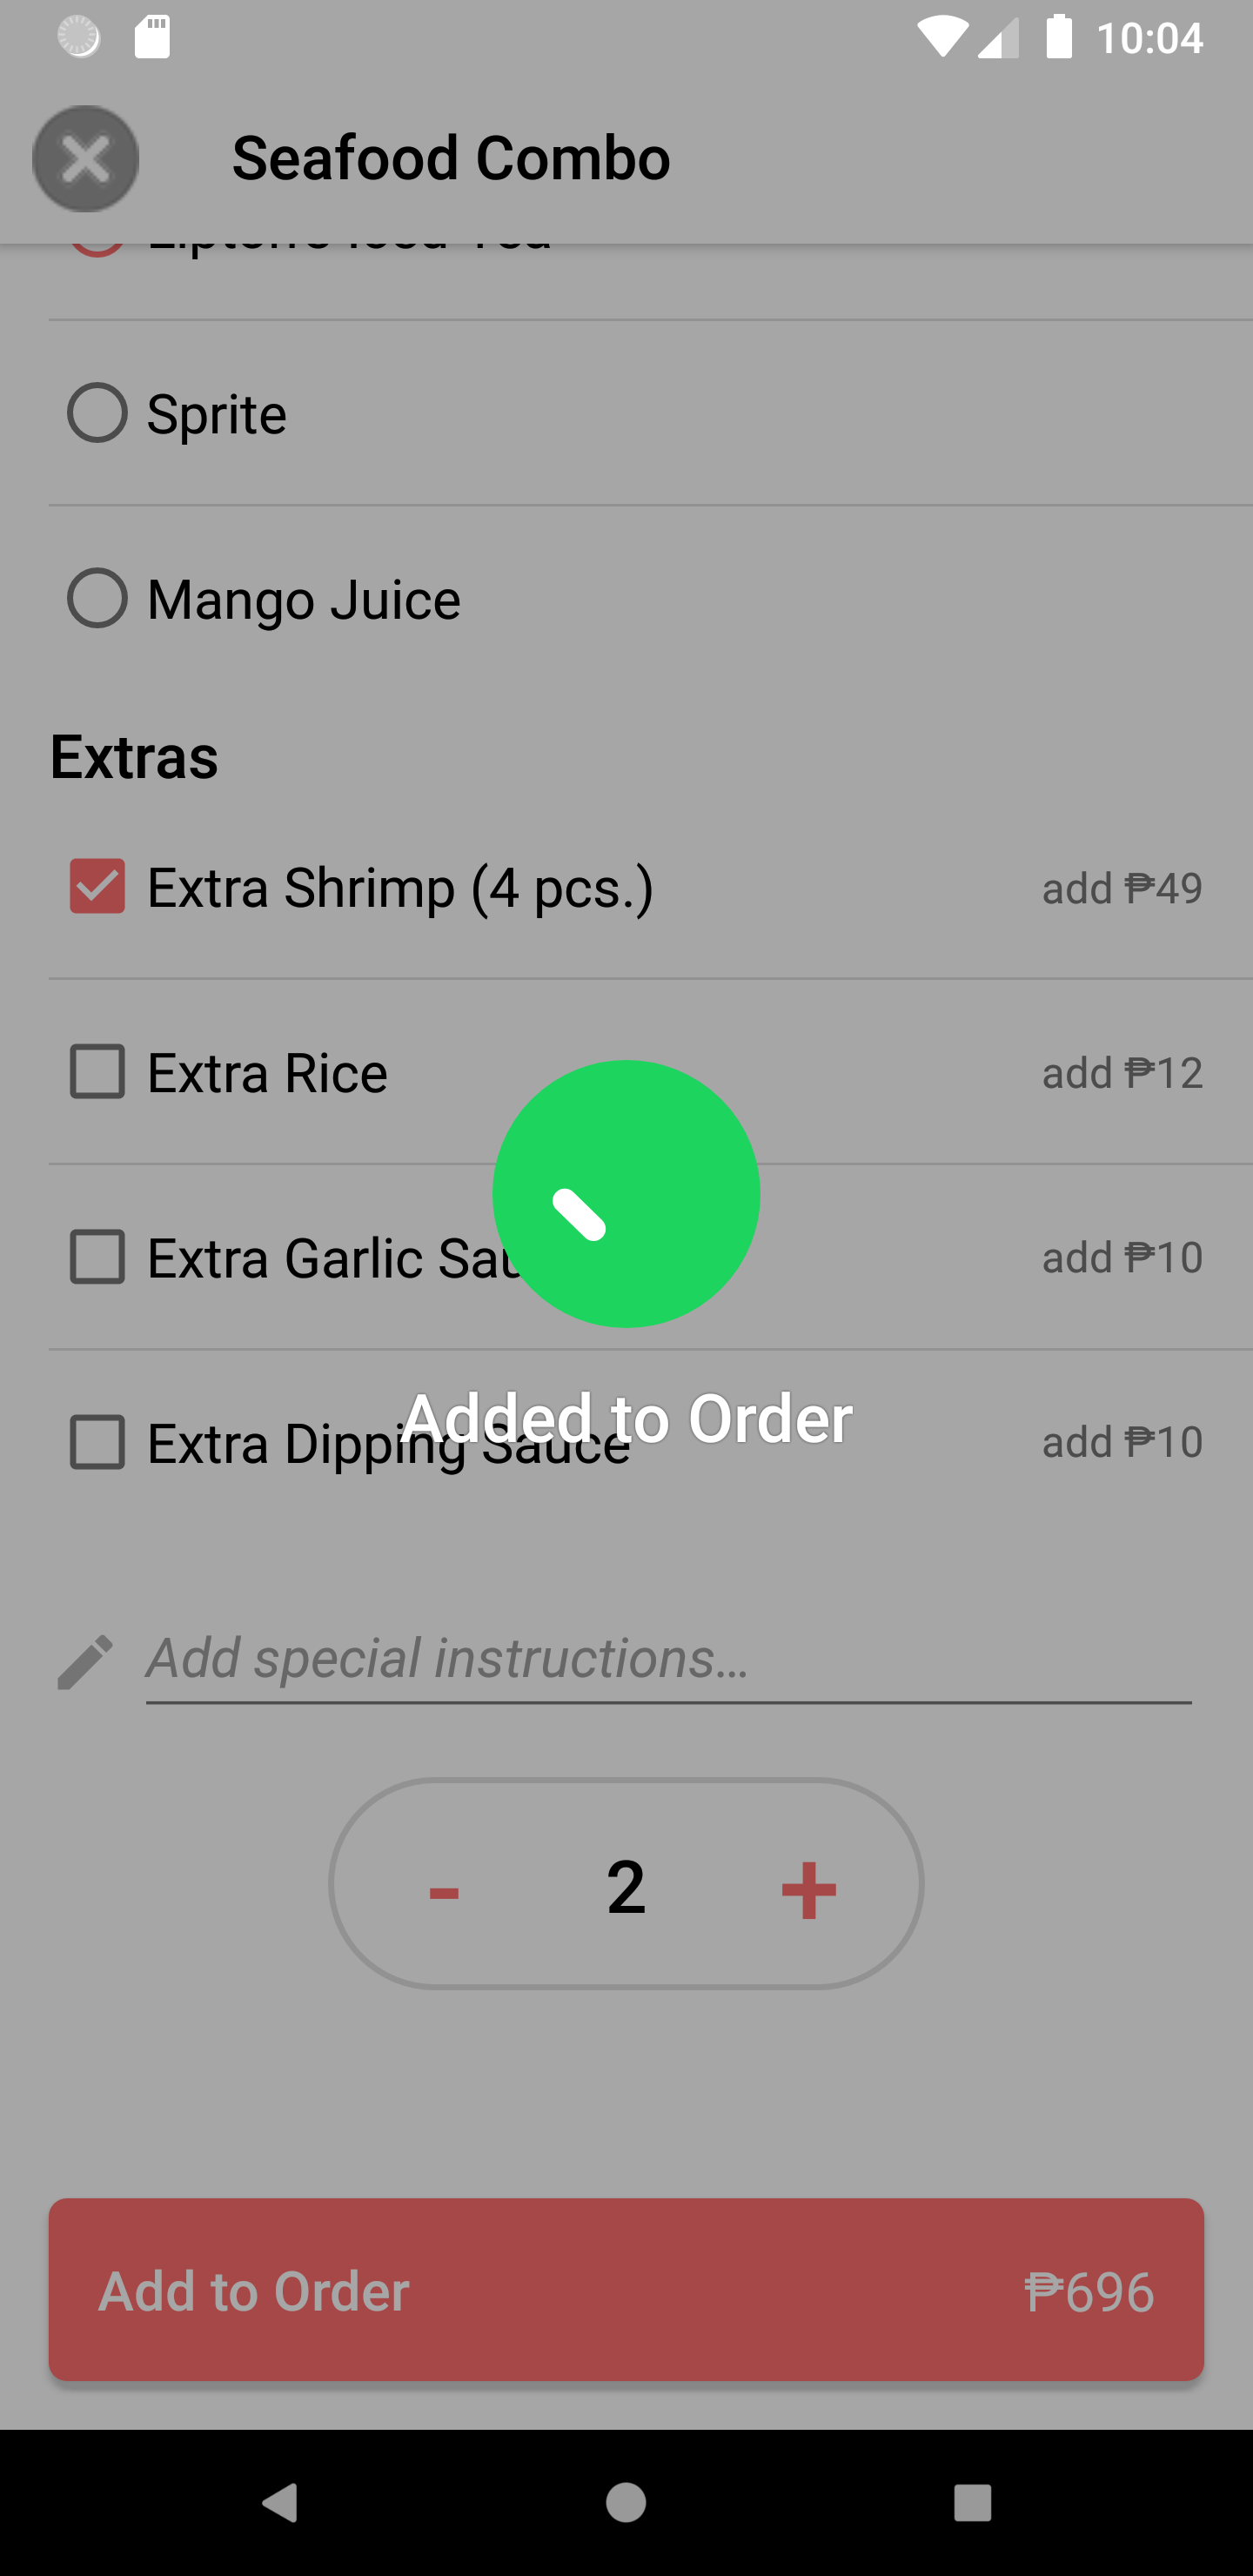 10:04
Seafood Combo
Sprite
Mango Juice
Extras
Extra Shrimp (4 pcs.) add ₱49
Extra Rice add ₱12
Extra Garlic Sau add ₱10
Added to Order
Extra Dipping Sauce add ₱10
Add special instructions...
- 2 +
Add to Order ₱696